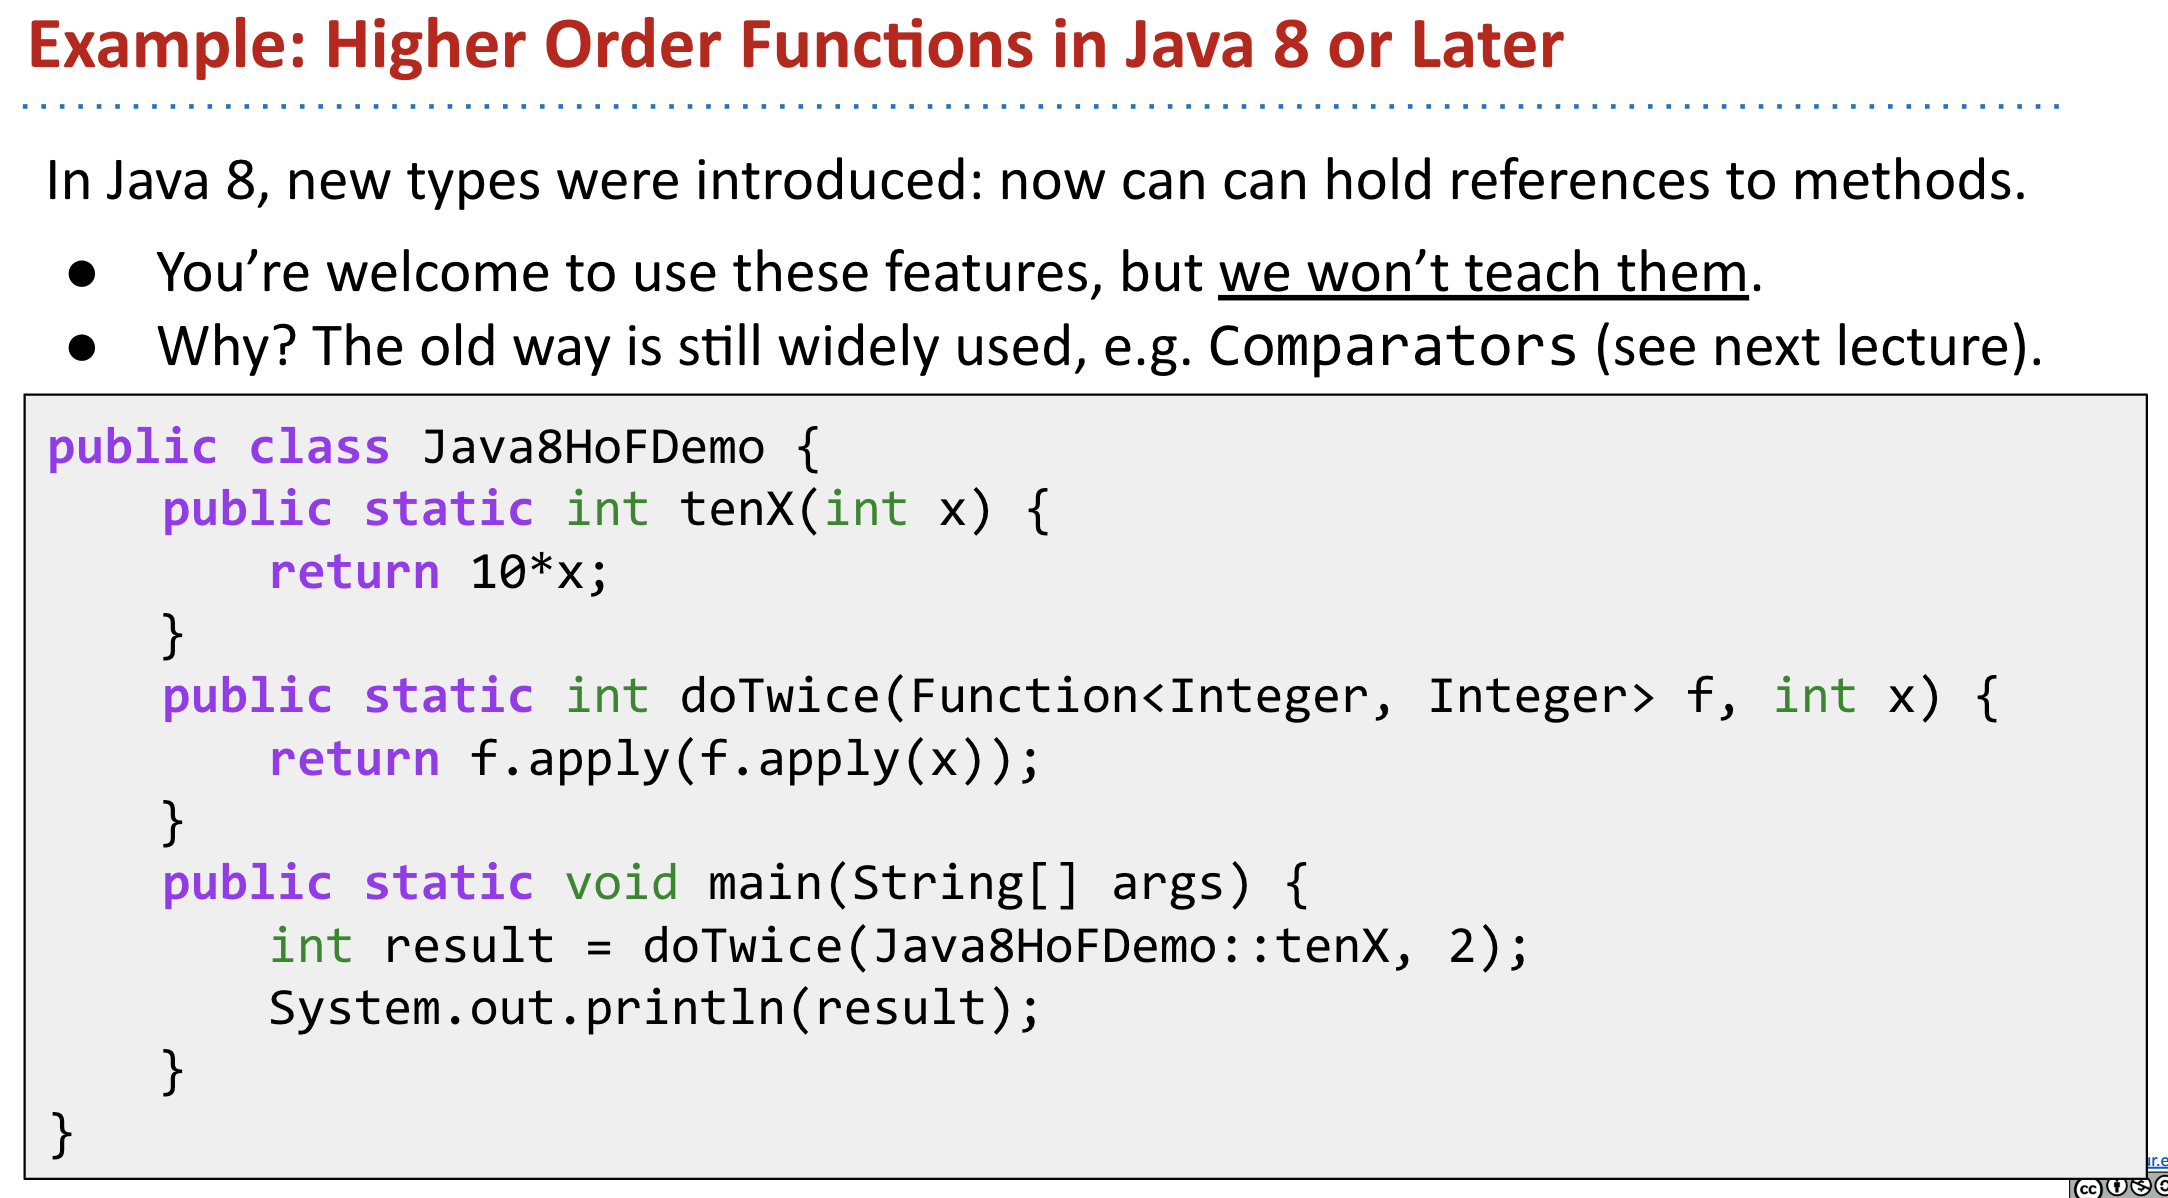 Example: Higher Order Functions in Java 8 or Later
In Java 8, new types were introduced: now can can hold references to methods.
● You’re welcome to use these features, but we won’t teach them.
● Why? The old way is still widely used, e.g. Comparators (see next lecture).
public class Java8HoFDemo {
    public static int tenX(int x) {
        return 10*x;
    }
    public static int doTwice(Function<Integer, Integer> f, int x) {
        return f.apply(f.apply(x));
    }
    public static void main(String[] args) {
        int result = doTwice(Java8HoFDemo::tenX, 2);
        System.out.println(result);
    }
}